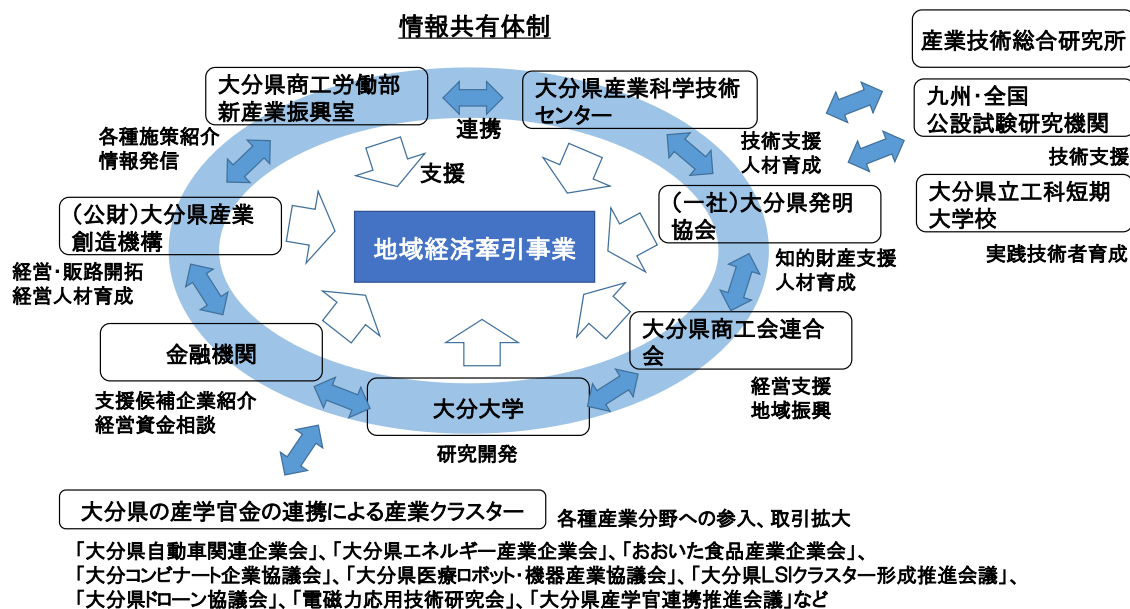 情報共有体制
大分県商工労働部
新産業振興室
大分県産業科学技術
センター
産業技術総合研究所
九州・全国
公設試験研究機関
技術支援
大分県立工科短期
大学校
実践技術者育成
連携
各種施策紹介
情報発信
技術支援
人材育成
支援
(公財)大分県産業
創造機構
(一社)大分県発明
協会
地域経済牽引事業
経営・販路開拓
経営人材育成
知的財産支援
人材育成
金融機関
大分県商工会連合
会
支援候補企業紹介
経営資金相談
大分大学
経営支援
地域振興
研究開発
大分県の産学官金の連携による産業クラスター
各種産業分野への参入、取引拡大
「大分県自動車関連企業会」、「大分県エネルギー産業企業会」、「おおいた食品産業企業会」、
「大分コンビナート企業協議会」、「大分県医療ロボット・機器産業協議会」、「大分県LSIクラスター形成推進会議」、
「大分県ドローン協議会」、「電磁力応用技術研究会」、「大分県産学官連携推進会議」など